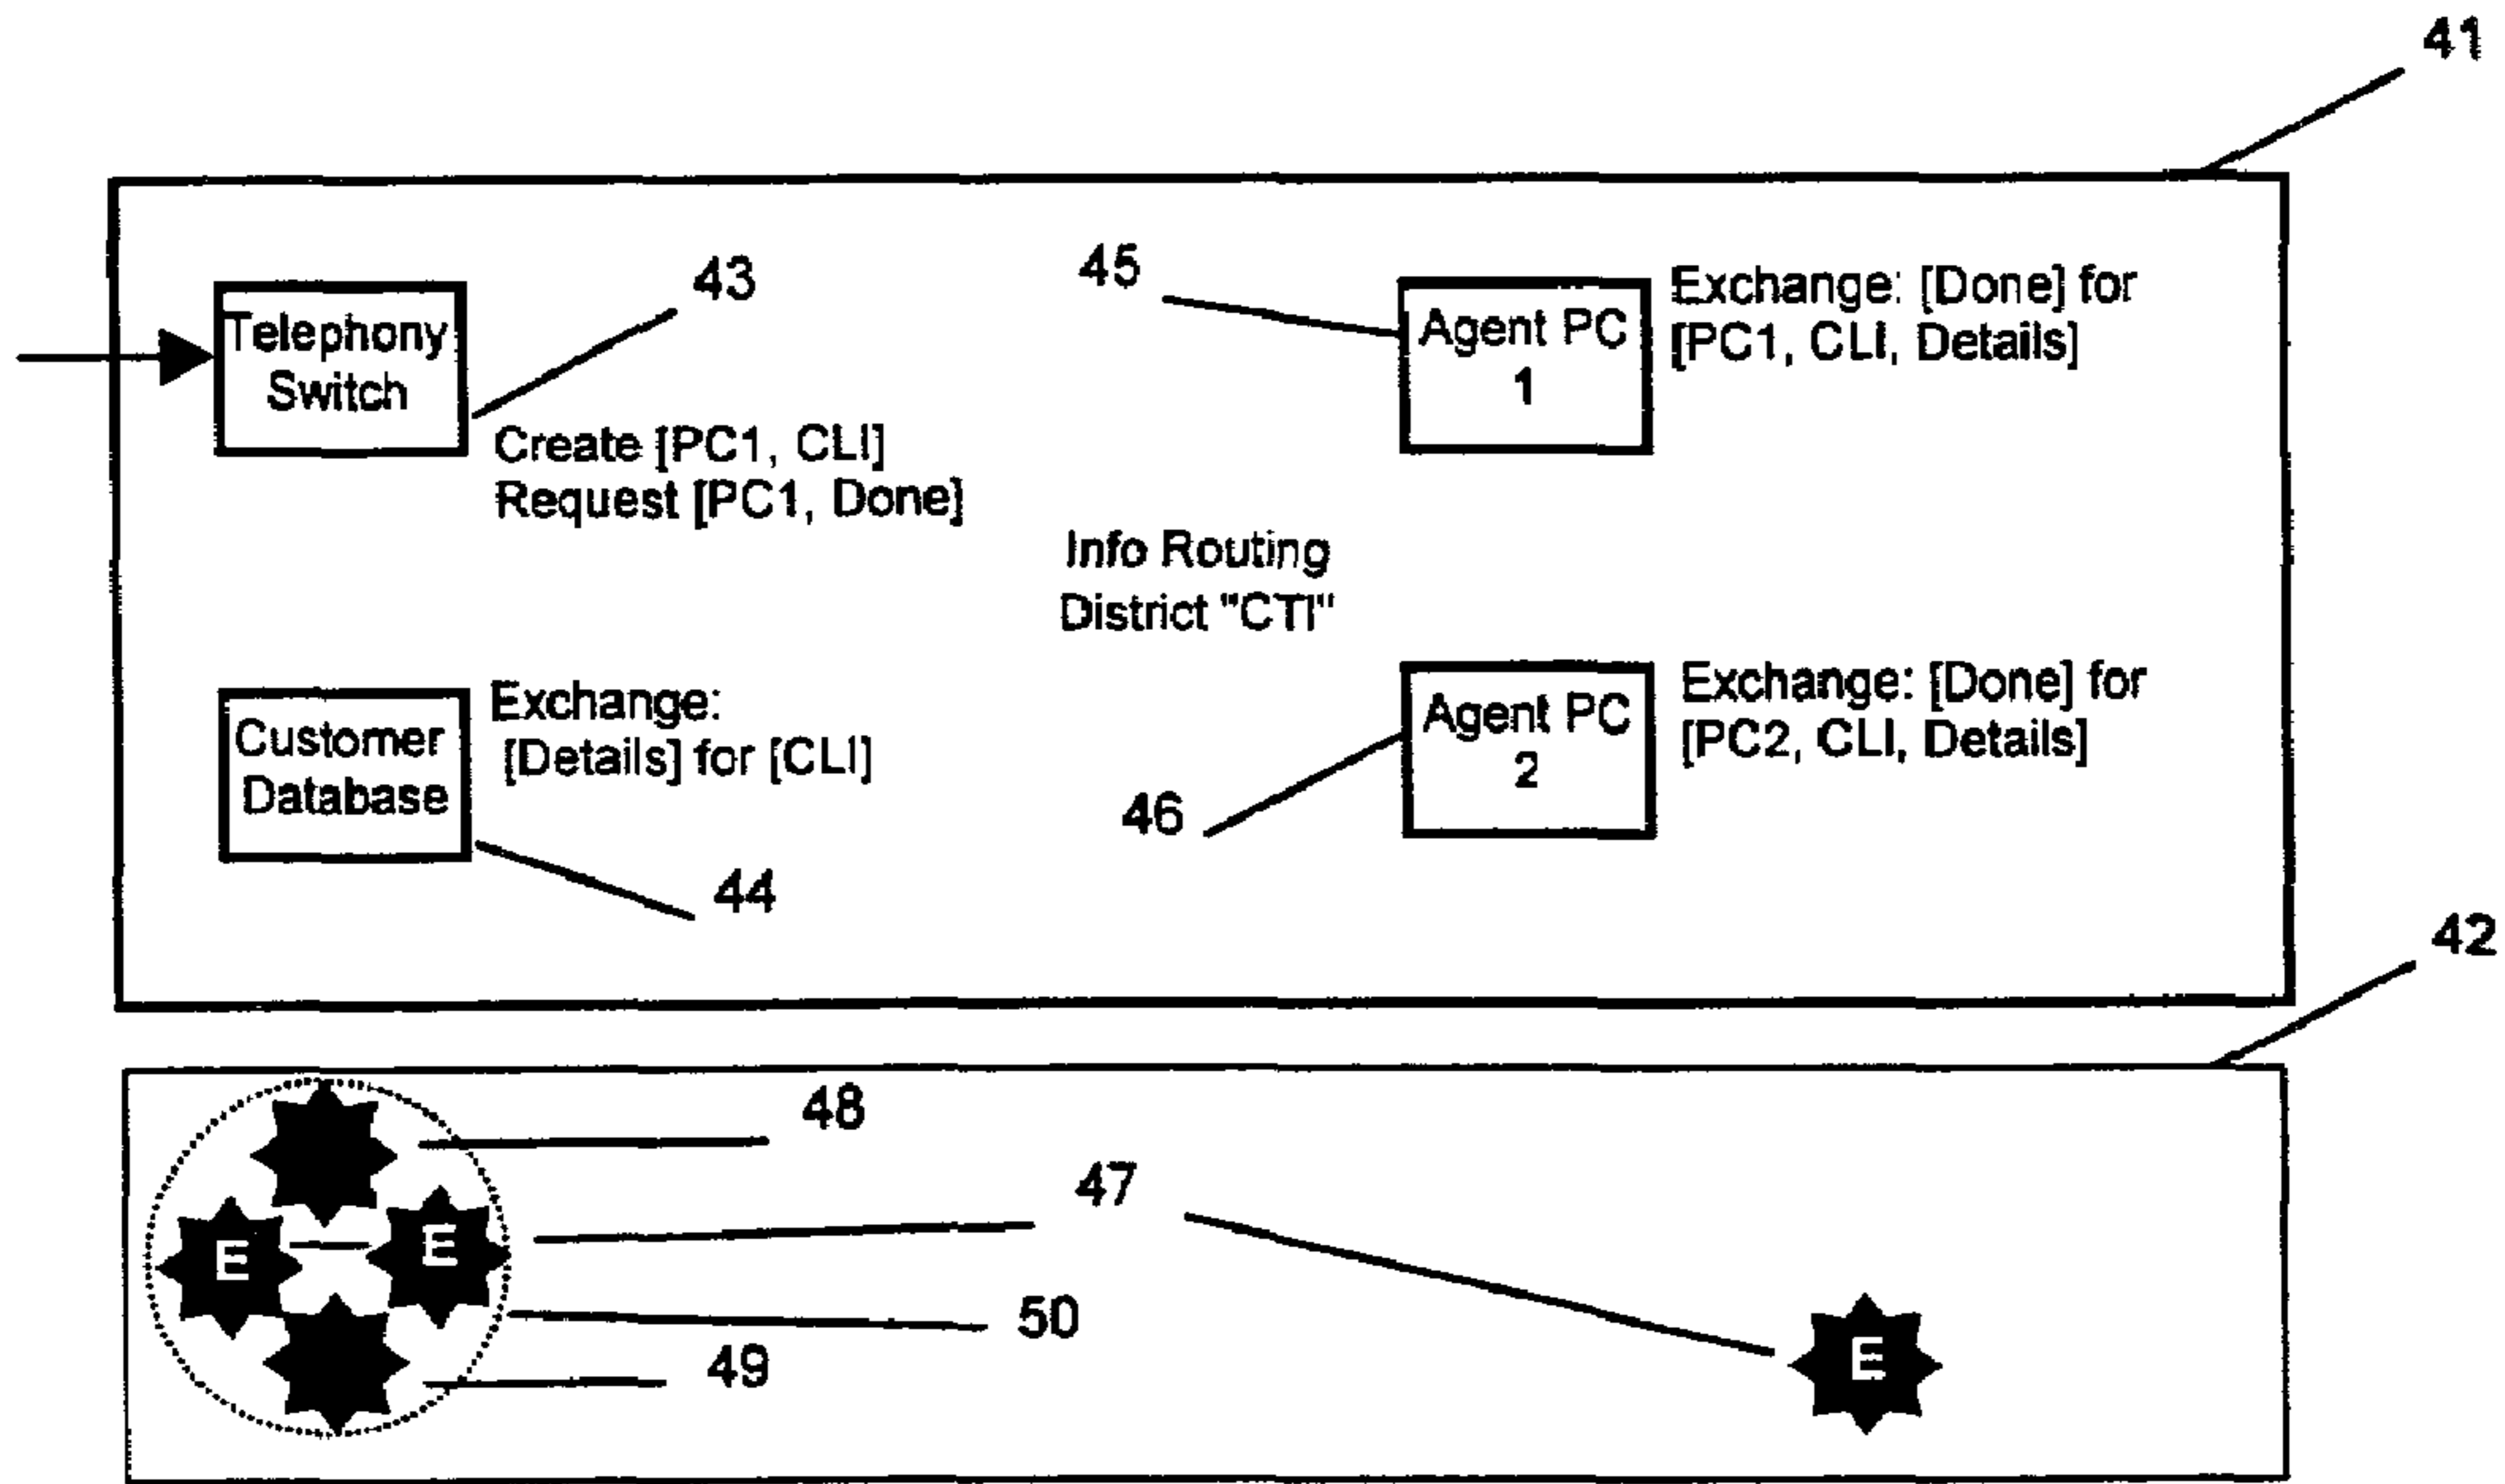 41
43
45
Telephony
Switch
Agent PC
1
Exchange: [Done] for
[PC1, CLI, Details]
Create [PC1, CLI]
Request [PC1, Done]
Info Routing
District "CTI"
Customer
Database
Exchange:
[Details] for [CLI]
Agent PC
2
Exchange: [Done] for
[PC2, CLI, Details]
46
44
42
48
47
E
E
50
49
E